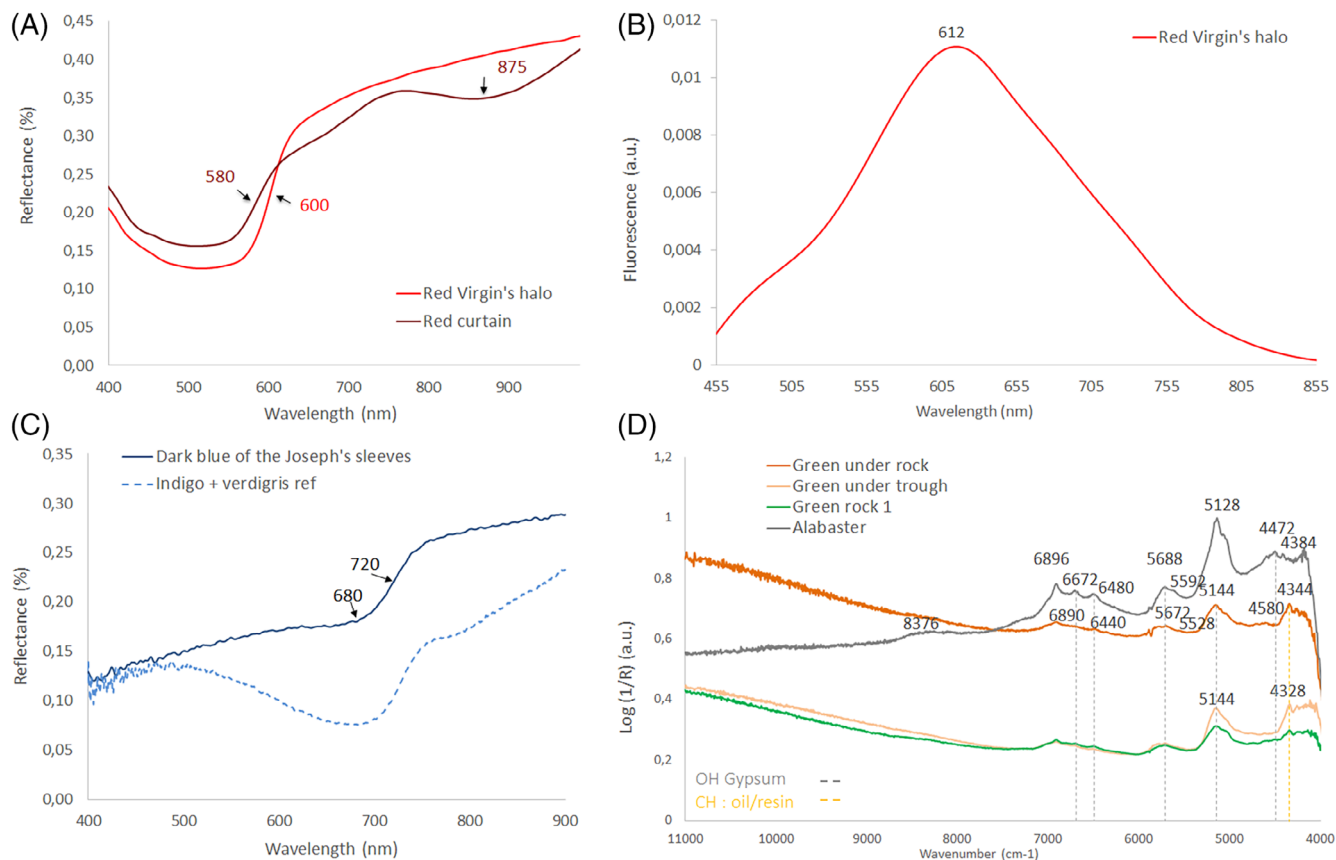 (A)
0,45
0,40
0,35
0,30
0,25
0,20
0,15
0,10
0,05
0,00
Reflectance (%)
875
580
600
Red Virgin's halo
Red curtain
400 500 600 700 800 900
Wavelength (nm)
(B)
0,012
0,01
0,008
0,006
0,004
0,002
0
Fluorescence (a.u.)
612
Red Virgin's halo
455 505 555 605 655 705 755 805 855
Wavelength (nm)
(C)
0,35
0,30
0,25
0,20
0,15
0,10
0,05
0,00
Reflectance (%)
Dark blue of the Joseph's sleeves
Indigo + verdigris ref
720
680
400 500 600 700 800 900
Wavelength (nm)
(D)
1,2
1
0,8
0,6
0,4
0,2
0
Log (1/R) (a.u.)
Green under rock
Green under trough
Green rock 1
Alabaster
5128
4472
4384
6896
6672
6480
5688
5592
5144
4344
8376
6890
6440
5672
5528
4580
5144
4328
OH Gypsum
CH : oil/resin
11000 10000 9000 8000 7000 6000 5000 4000
Wavenumber (cm-1)